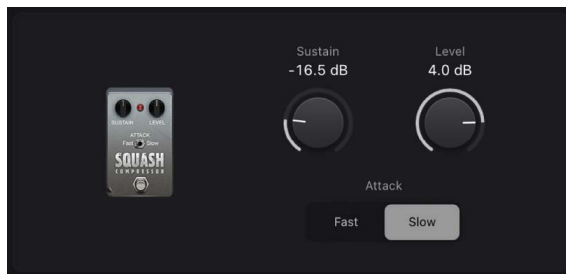 Sustain
-16.5 dB
Level
4.0 dB
SUSTAIN
LEVEL
ATTACK
Fast
Slow
SQUASH
COMPRESSOR
Attack
Fast
Slow